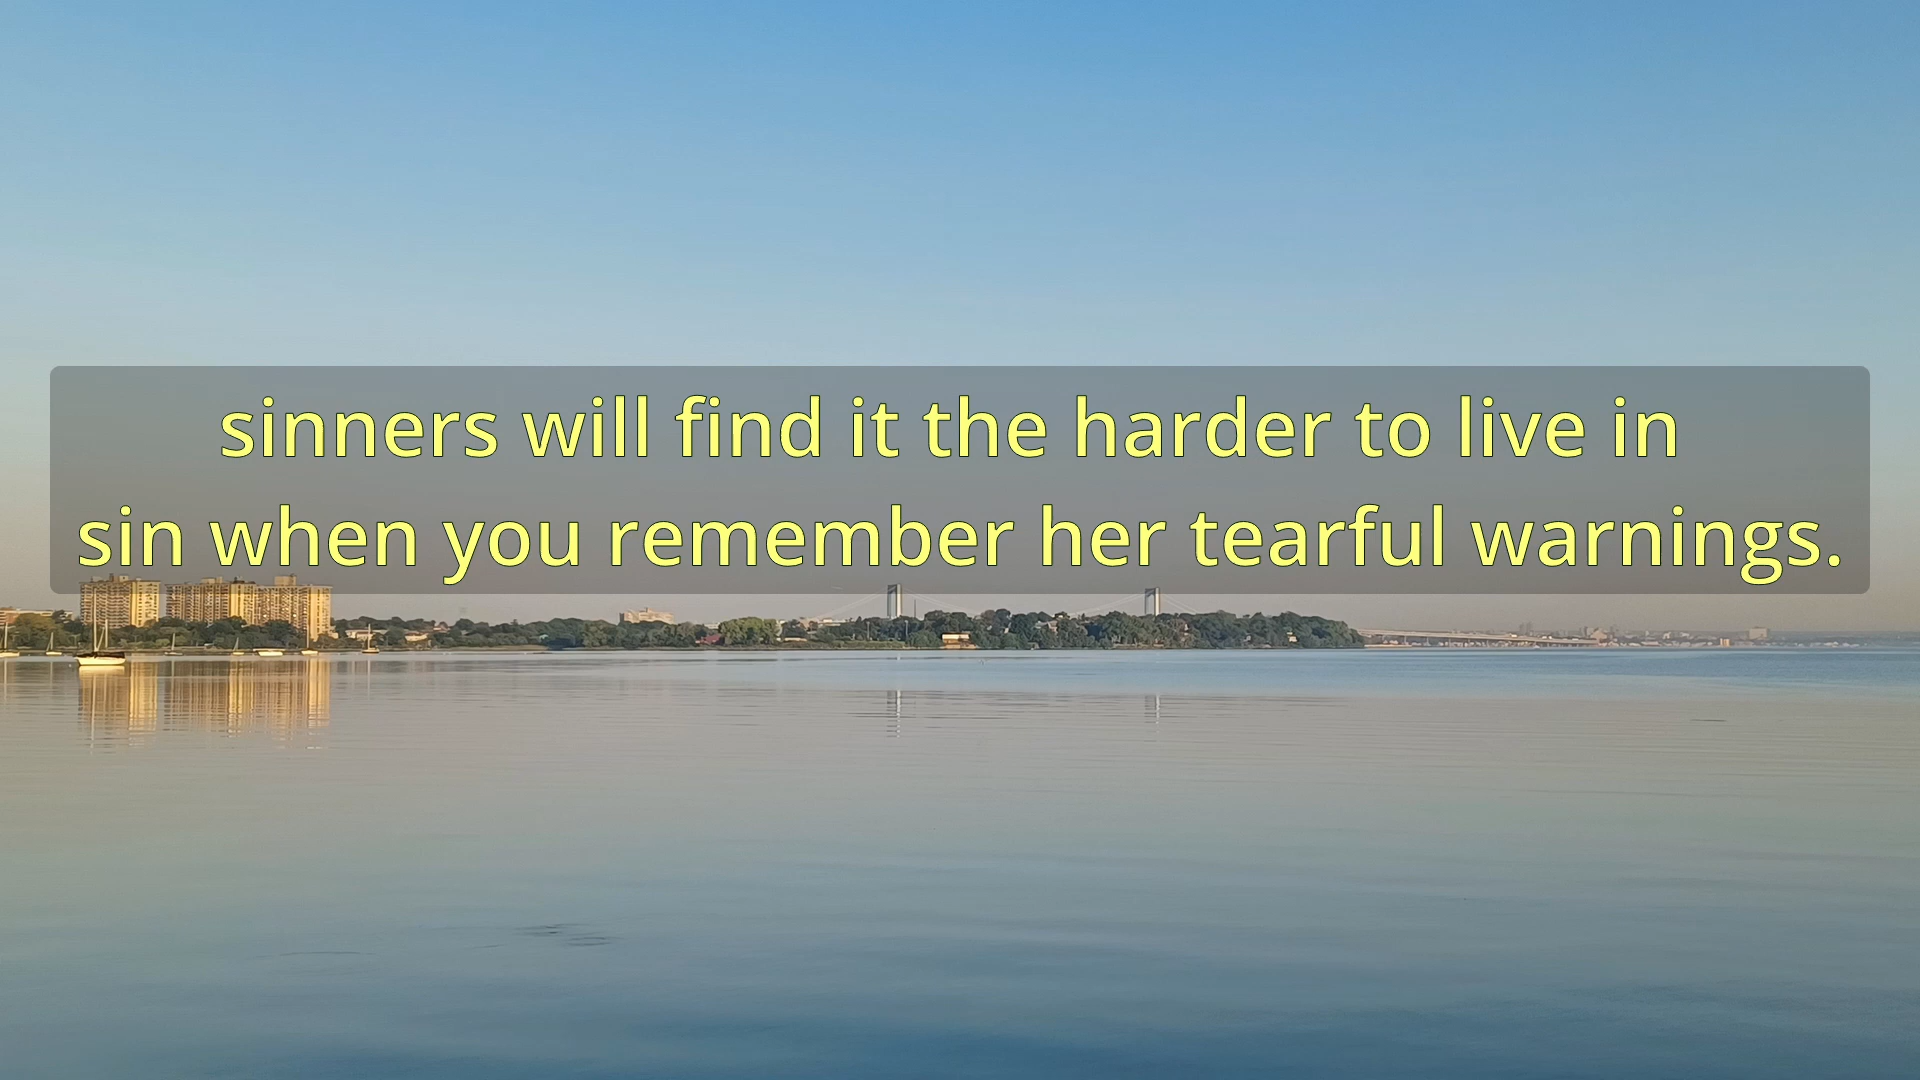 sinners will find it the harder to live in
sin when you remember her tearful warnings.